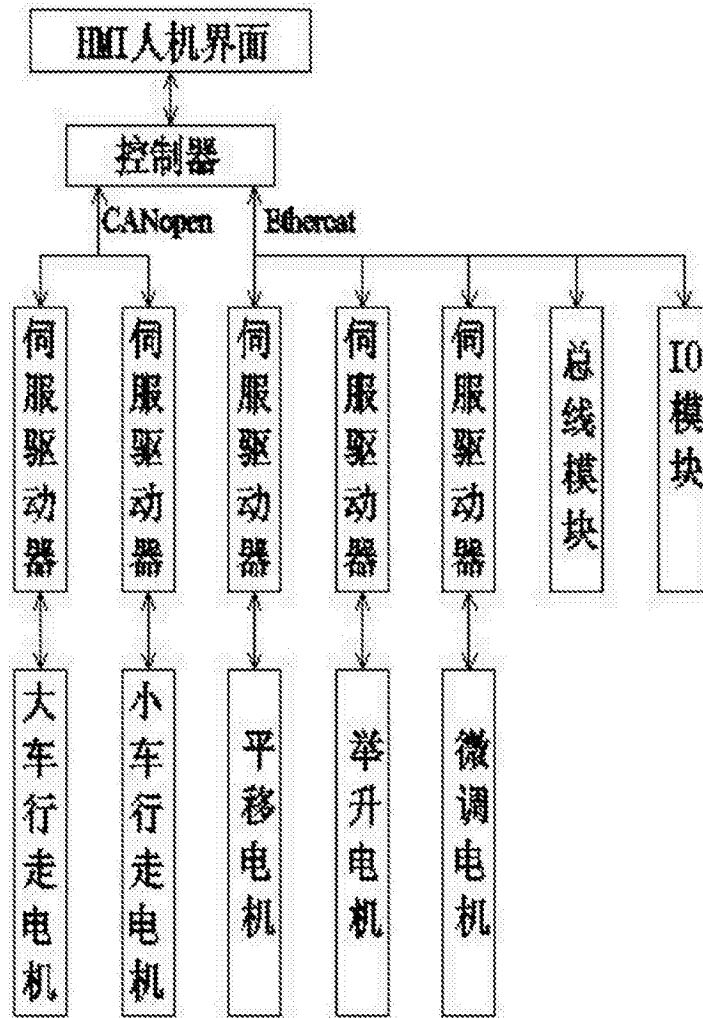 HMI人机界面
控制器
CANopen
Ethercat
伺服驱动器
伺服驱动器
伺服驱动器
伺服驱动器
伺服驱动器
总线模块
IO模块
大车行走电机
小车行走电机
平移电机
举升电机
微调电机